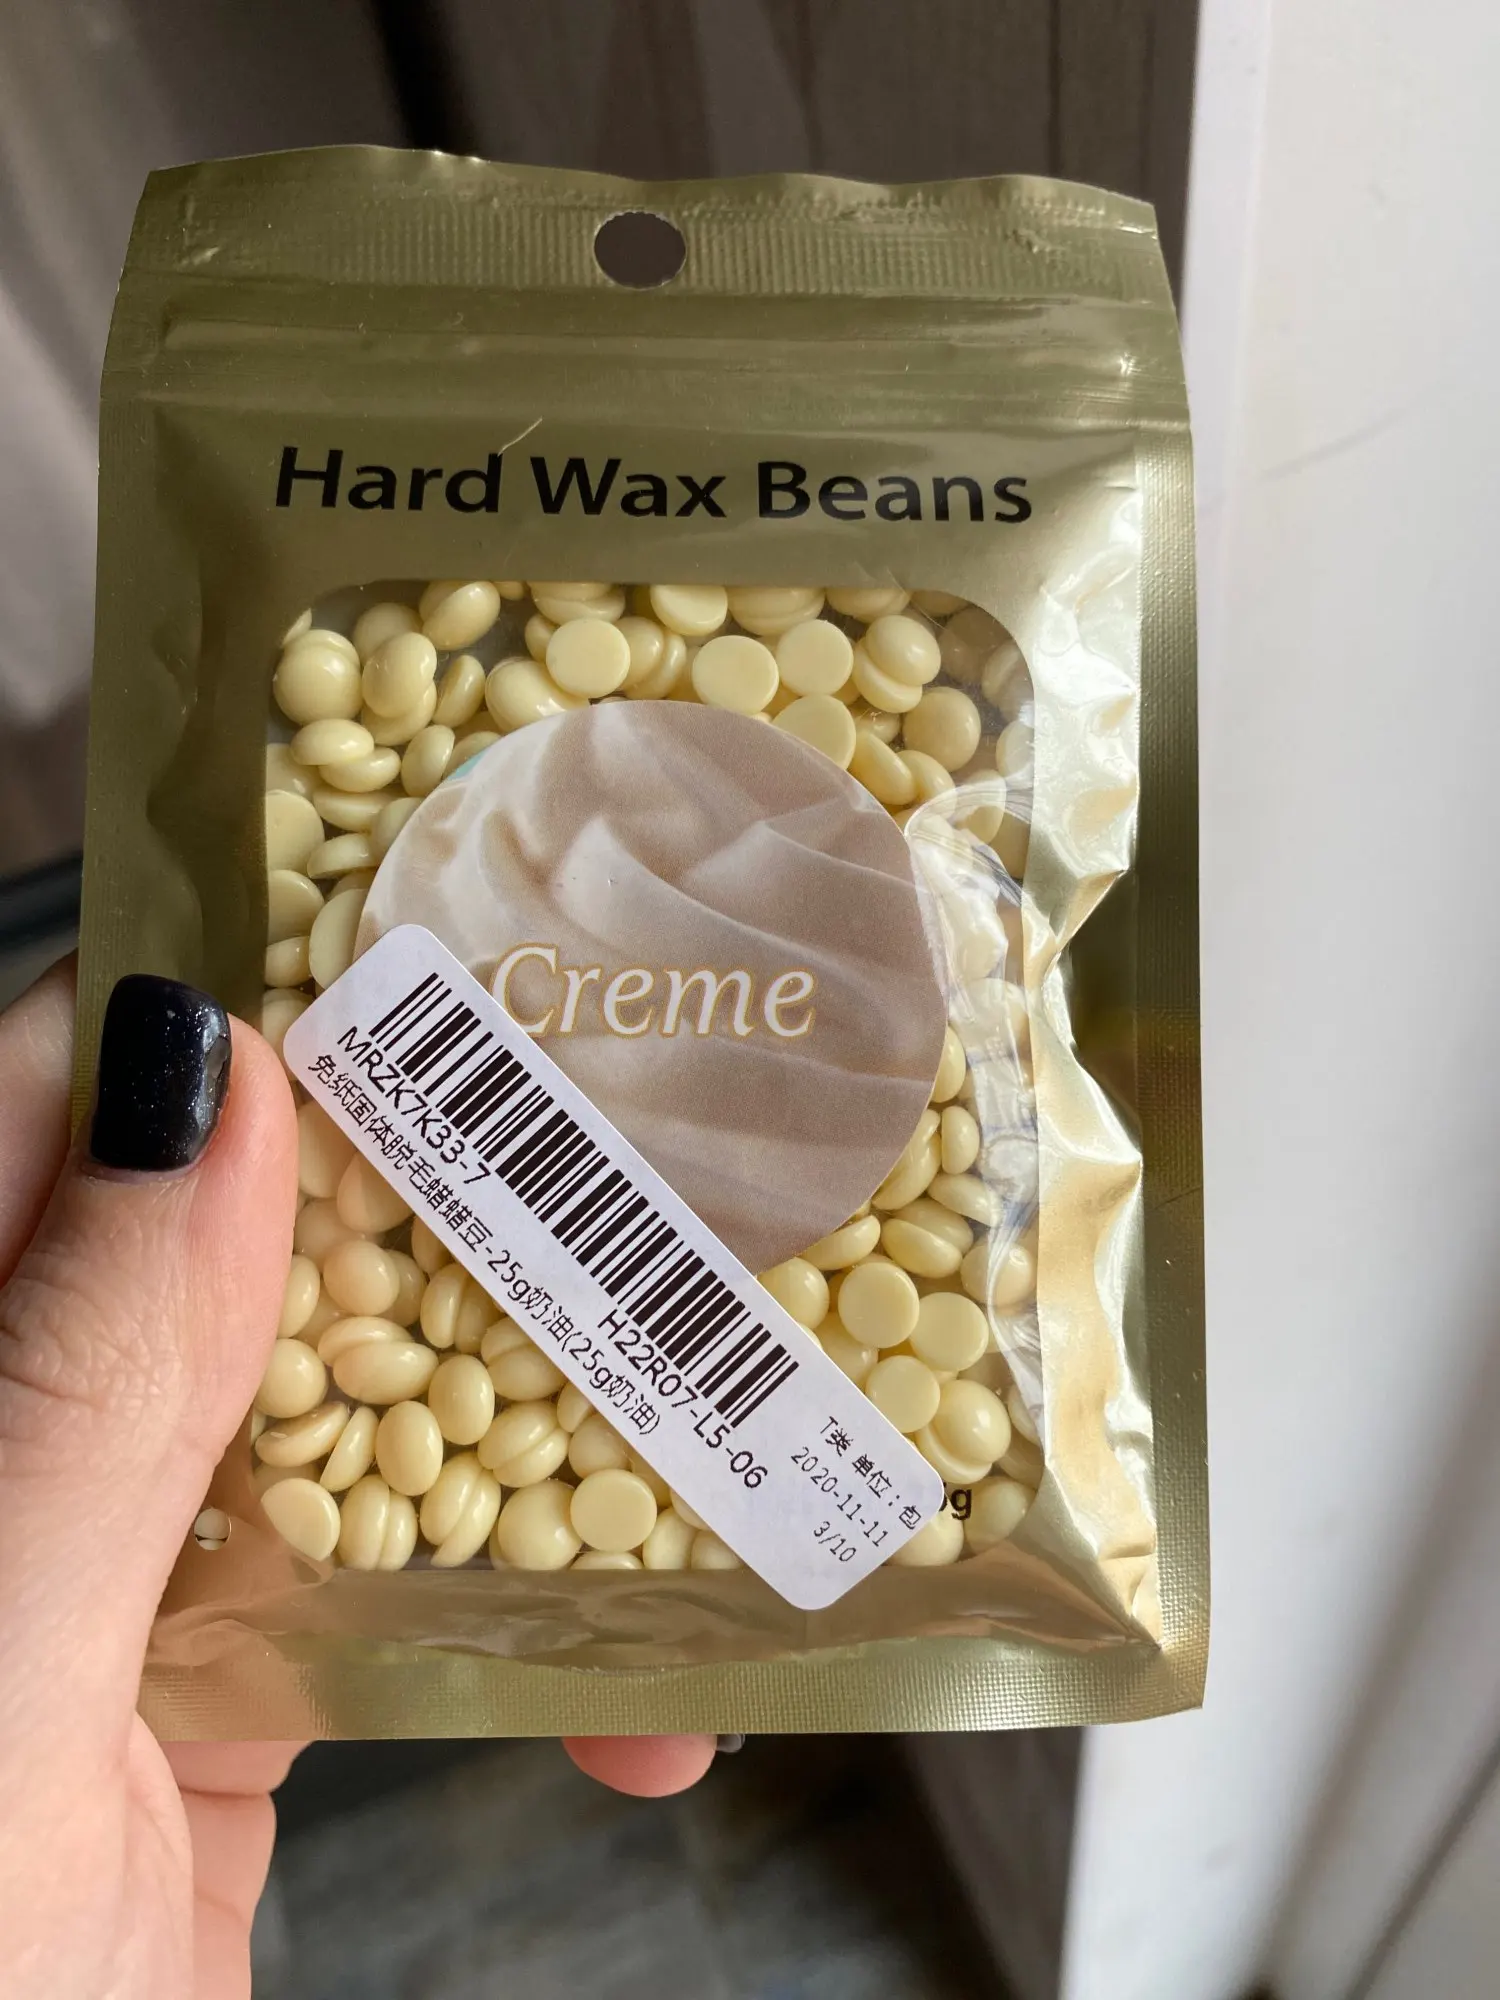 Hard Wax Beans
Creme
MRZK7K33-7
免纸固体脱毛蜡蜡豆-25g奶油(25g奶油)
H22R07-L5-06
T类 单位：包
2020-11-11
3/10